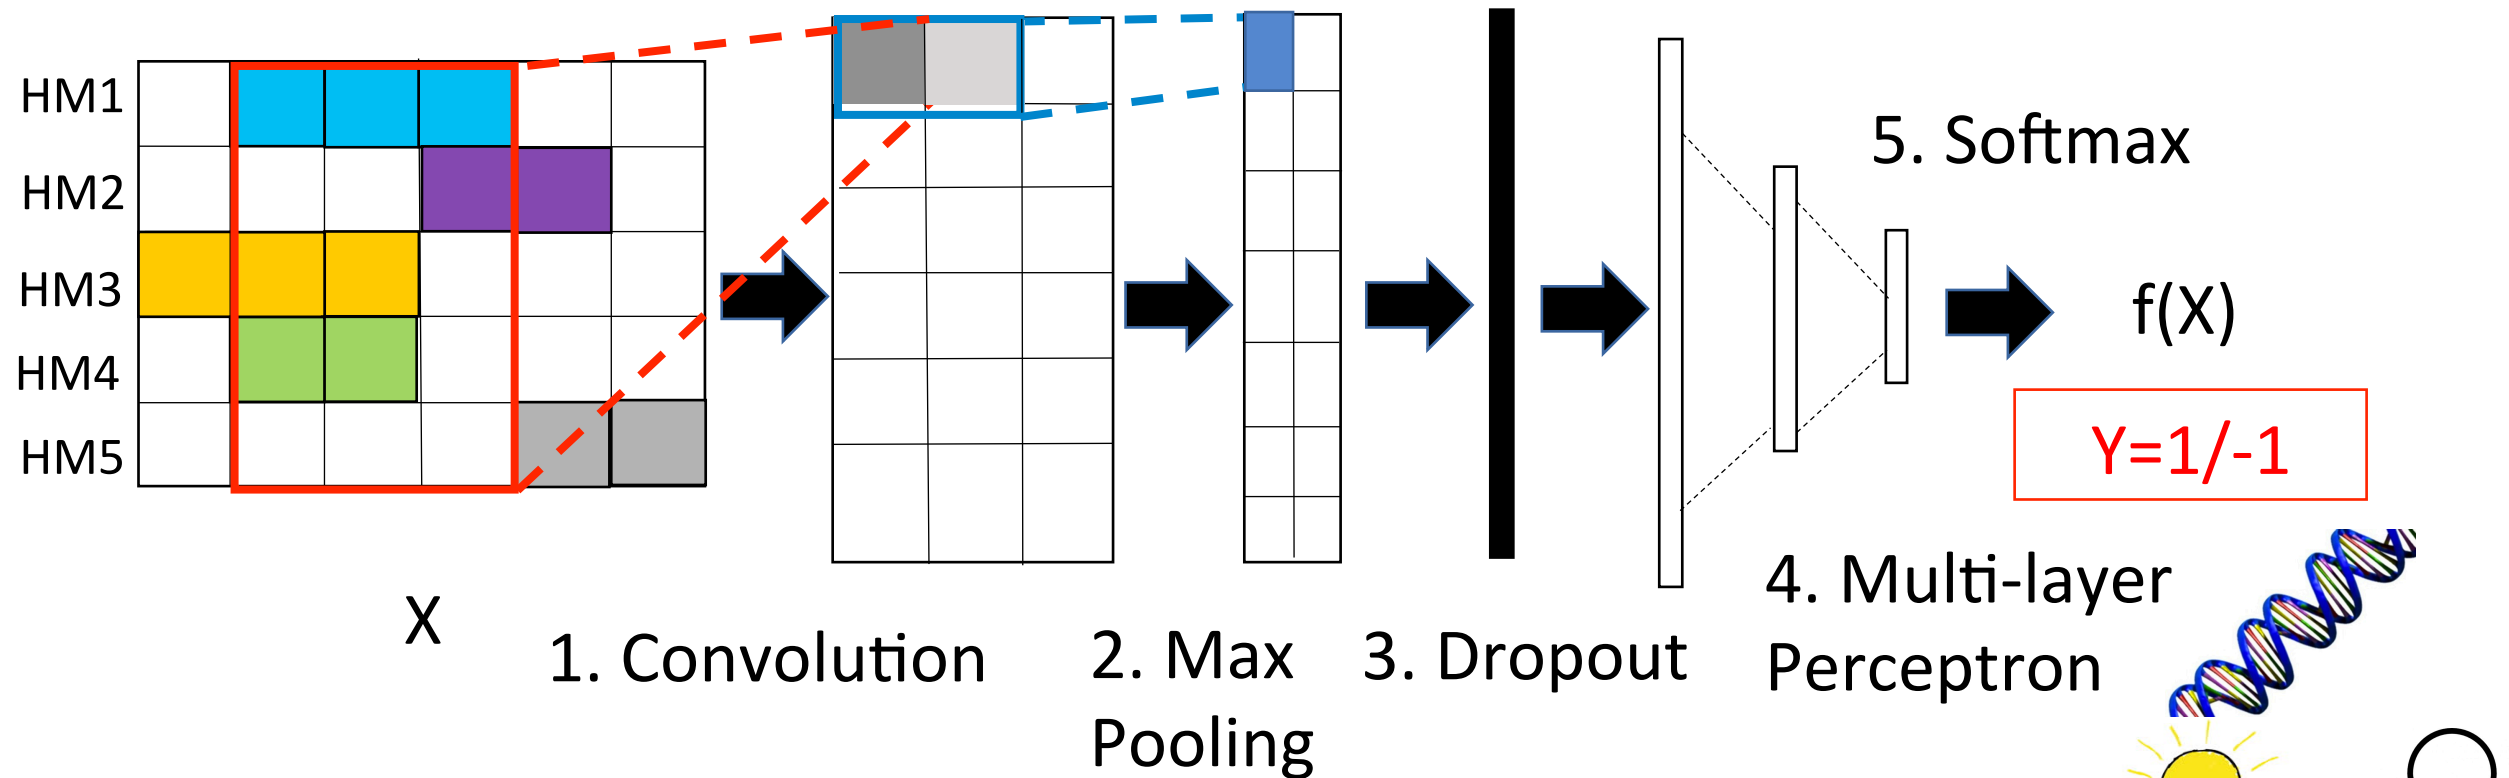 HM1
HM2
HM3
HM4
HM5
X
1. Convolution
2. Max
Pooling
3. Dropout
4. Multi-layer
Perceptron
5. Softmax
f(X)
Y=1/-1